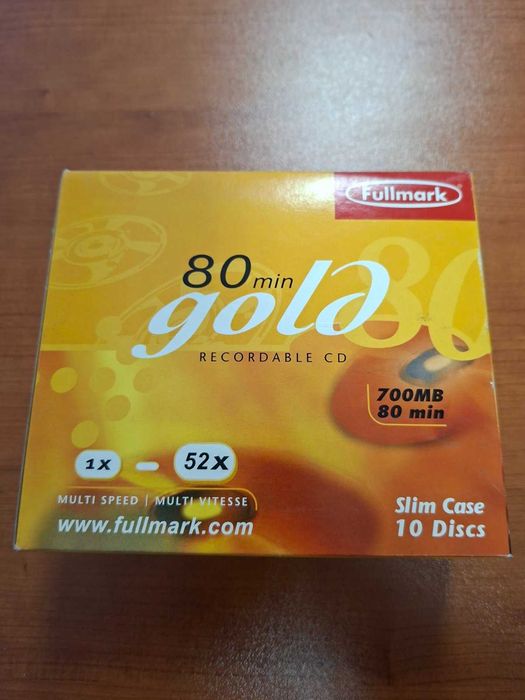 Fullmark
80 min
80
gold
RECORDABLE CD
700MB
80 min
1X - 52X
MULTI SPEED | MULTI VITESSE
www.fullmark.com
Slim Case
10 Discs